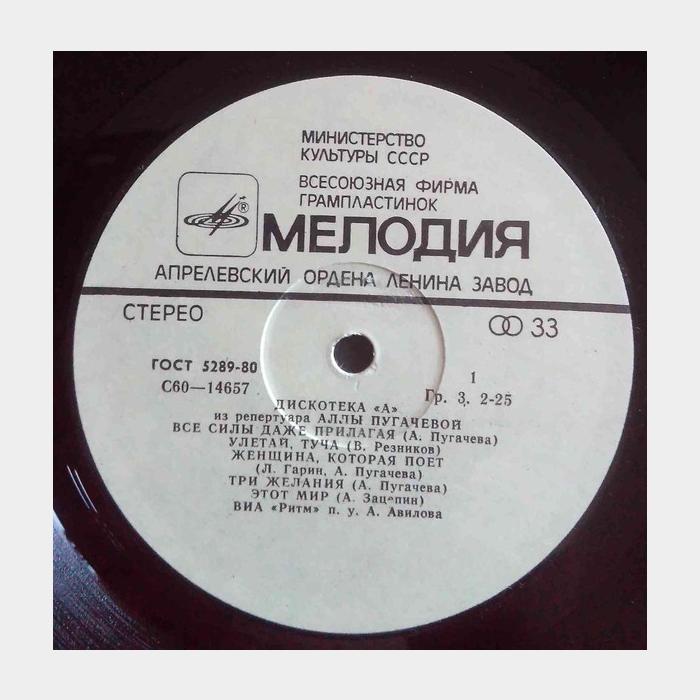 МИНИСТЕРСТВО
КУЛЬТУРЫ СССР
ВСЕСОЮЗНАЯ ФИРМА
ГРАМПЛАСТИНОК
®
МЕЛОДИЯ
АПРЕЛЕВСКИЙ ОРДЕНА ЛЕНИНА ЗАВОД
СТЕРЕО
33
ГОСТ 5289-80
С60—14657
1
Гр. 3. 2-25
ДИСКОТЕКА «А»
из репертуара АЛЛЫ ПУГАЧЕВОЙ
ВСЕ СИЛЫ ДАЖЕ ПРИЛАГАЯ (А. Пугачева)
УЛЕТАЙ, ТУЧА (В. Резников)
ЖЕНЩИНА, КОТОРАЯ ПОЕТ
(Л. Гарин, А. Пугачева)
ТРИ ЖЕЛАНИЯ (А. Пугачева)
ЭТОТ МИР (А. Зацепин)
ВИА «Ритм» п. у. А. Авилова